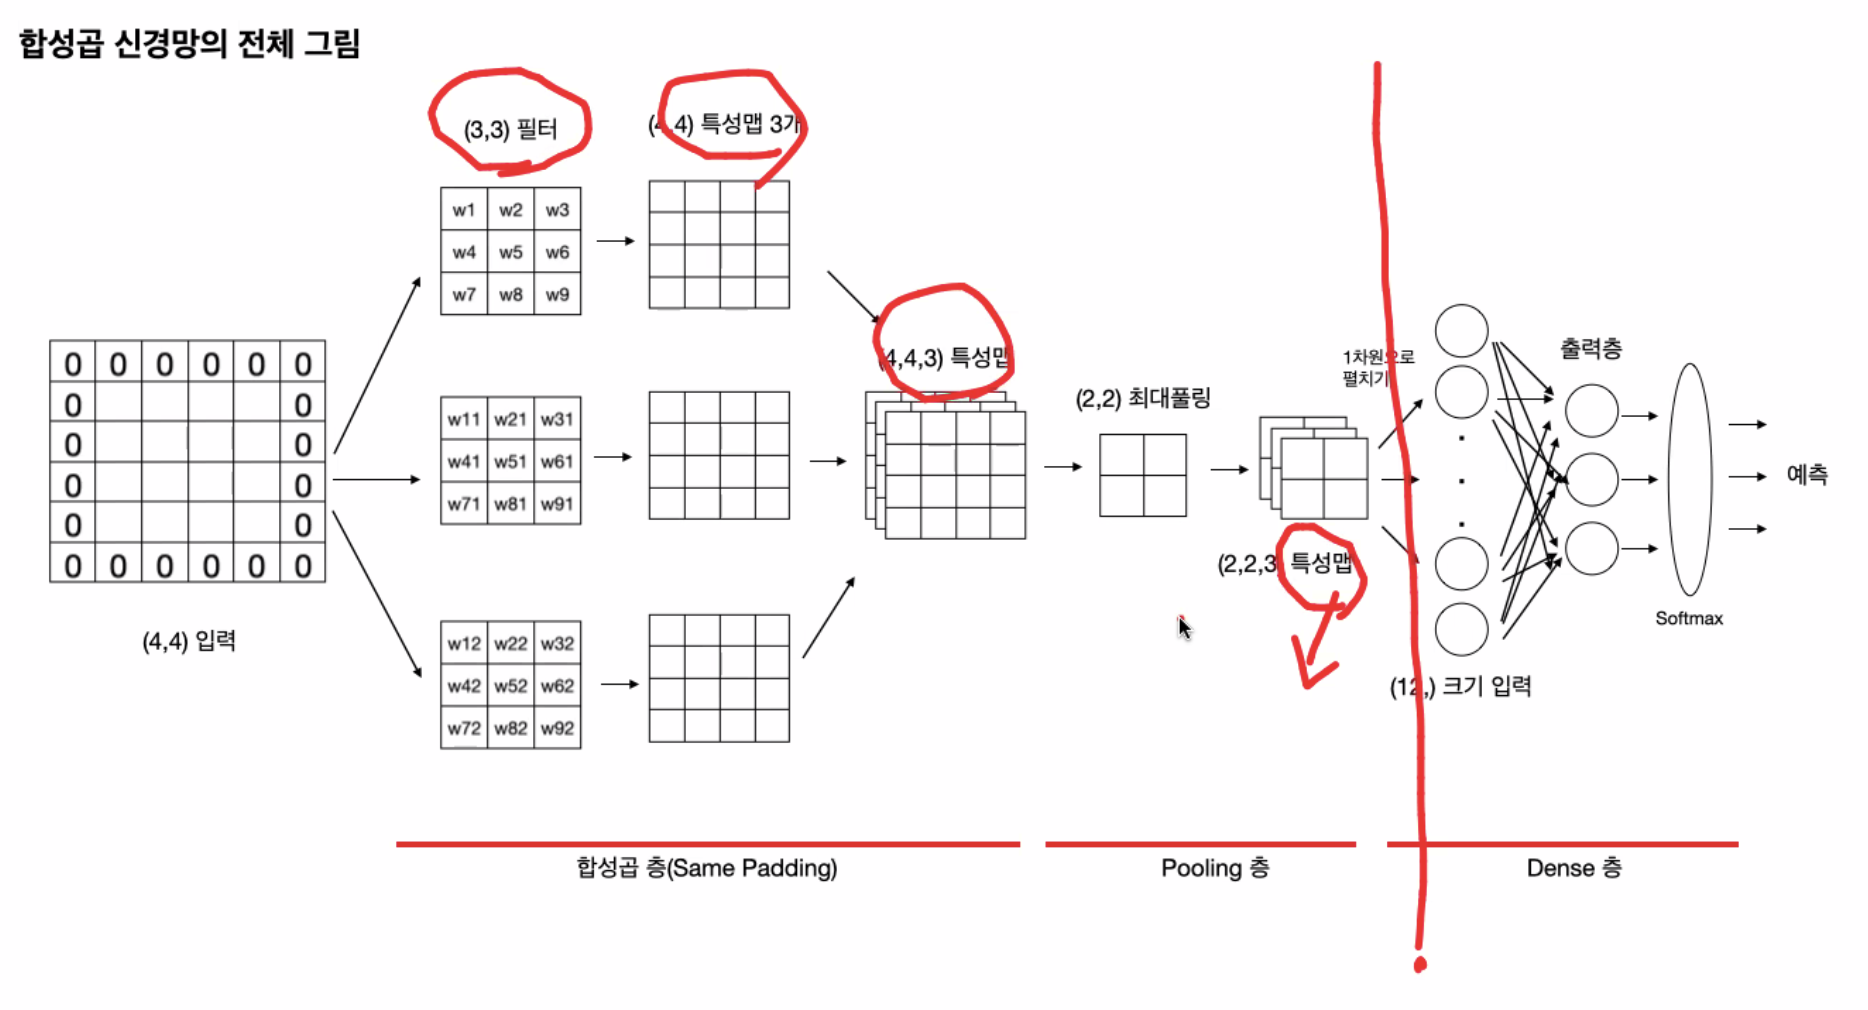 합성곱 신경망의 전체 그림
(3,3) 필터
(4,4) 특성맵 3개
w1 w2 w3
w4 w5 w6
w7 w8 w9
0 0 0 0 0 0
0 0
0 0
0 0
0 0
0 0 0 0 0 0
(4,4) 입력
w11 w21 w31
w41 w51 w61
w71 w81 w91
w12 w22 w32
w42 w52 w62
w72 w82 w92
(4,4,3) 특성맵
(2,2) 최대풀링
(2,2,3) 특성맵
1차원으로
펼치기
(12,) 크기 입력
출력층
Softmax
예측
합성곱 층(Same Padding)
Pooling 층
Dense 층